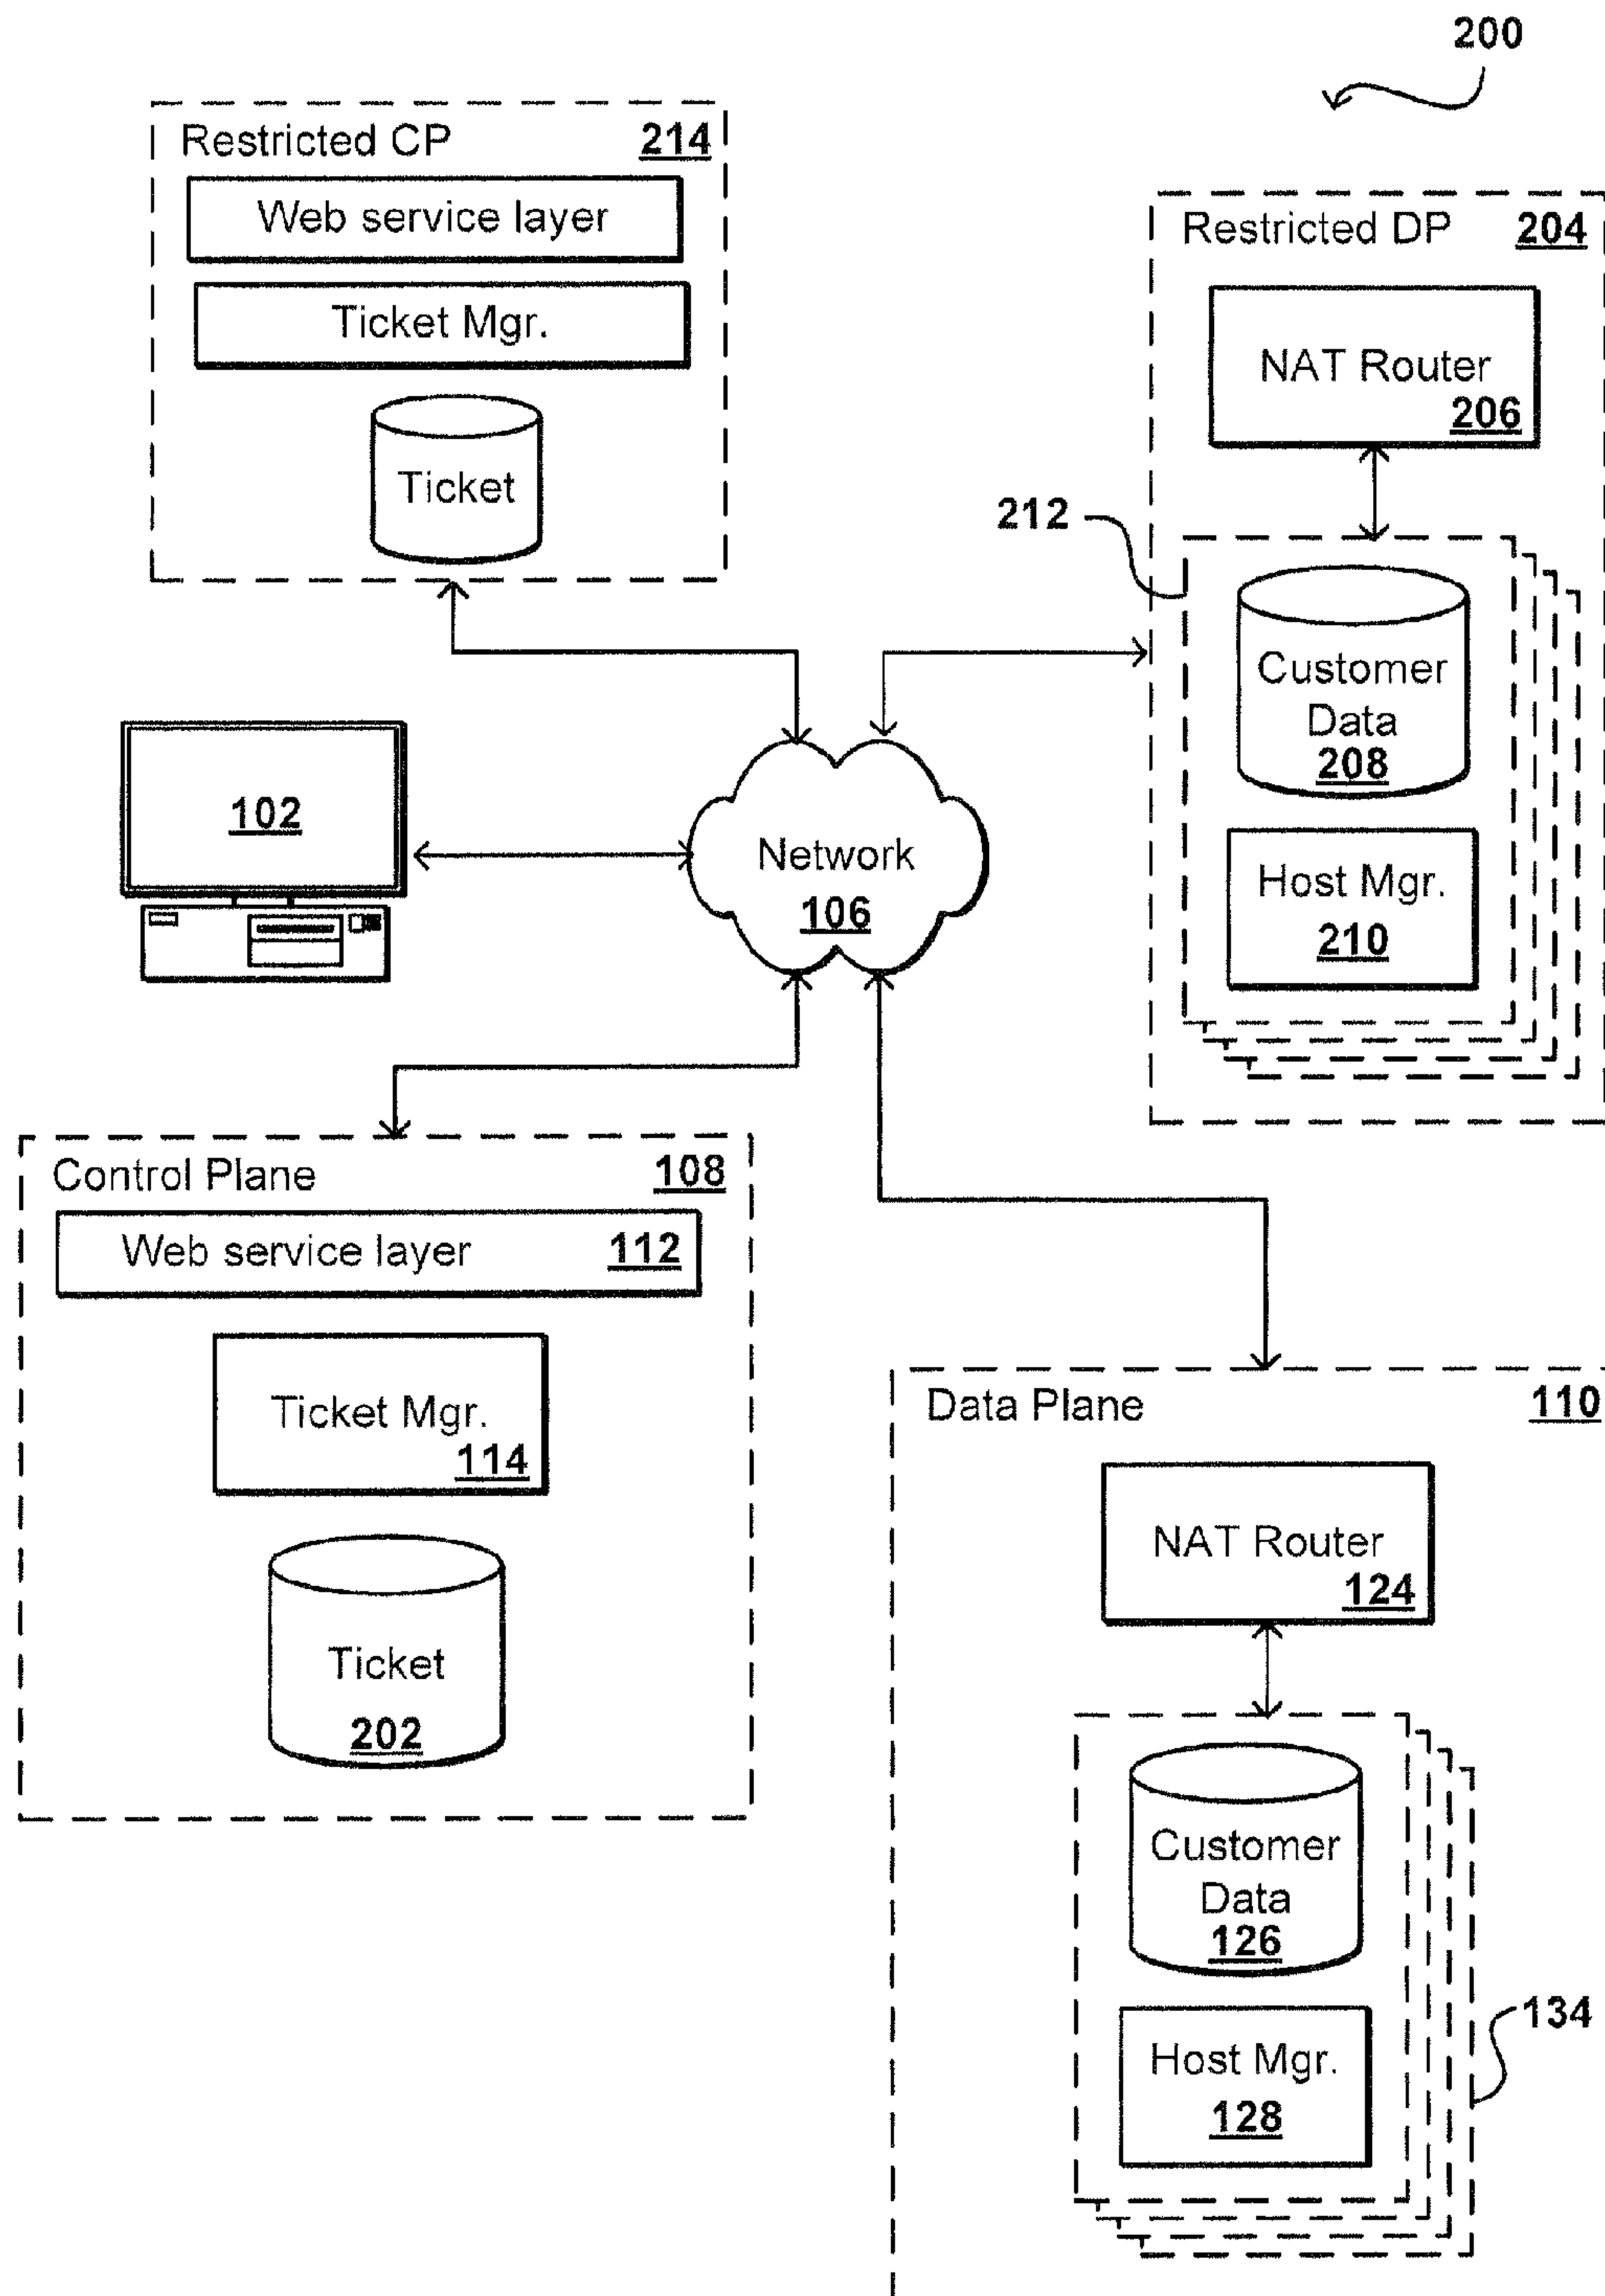 200
Restricted CP 214
Web service layer
Ticket Mgr.
Ticket
Restricted DP 204
NAT Router
206
212
Customer
Data
208
Host Mgr.
210
102
Network
106
Control Plane 108
Web service layer 112
Ticket Mgr.
114
Ticket
202
Data Plane 110
NAT Router
124
Customer
Data
126
Host Mgr.
128
134